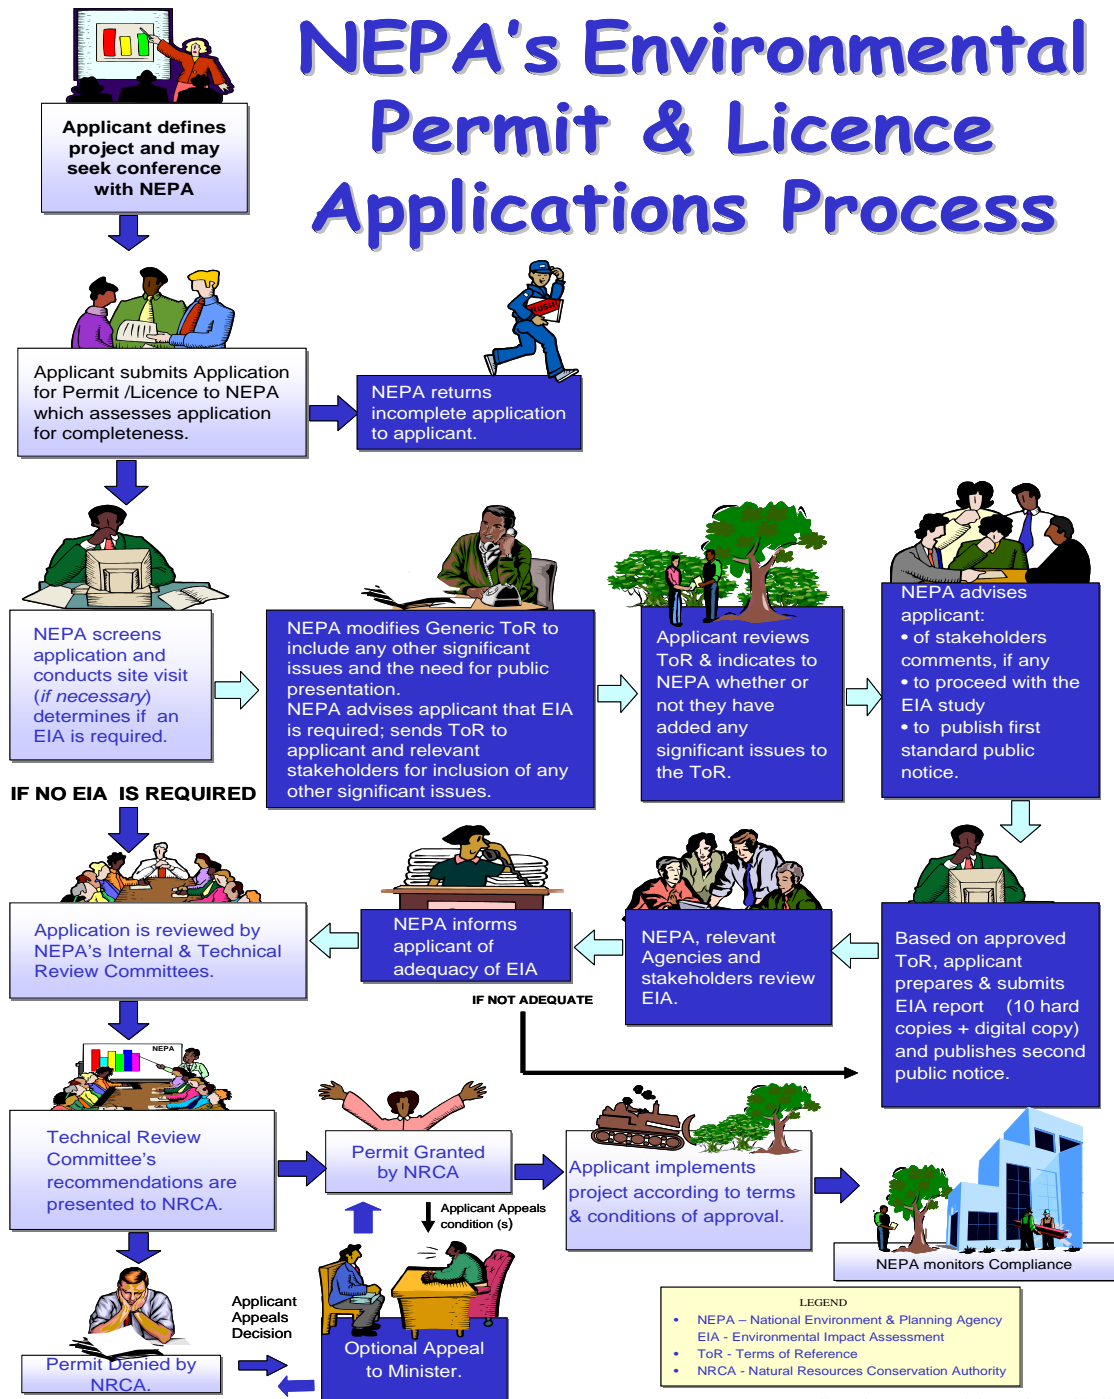 NEPA's Environmental
Permit & Licence
Applications Process
Applicant defines
project and may
seek conference
with NEPA
RUSH!
Applicant submits Application
for Permit /Licence to NEPA
which assesses application
for completeness.
NEPA returns
incomplete application
to applicant.
NEPA screens
application and
conducts site visit
(if necessary)
determines if an
EIA is required.
NEPA modifies Generic ToR to
include any other significant
issues and the need for public
presentation.
NEPA advises applicant that EIA
is required; sends ToR to
applicant and relevant
stakeholders for inclusion of any
other significant issues.
Applicant reviews
ToR & indicates to
NEPA whether or
not they have
added any
significant issues to
the ToR.
NEPA advises
applicant:
• of stakeholders
comments, if any
• to proceed with the
EIA study
• to publish first
standard public
notice.
IF NO EIA IS REQUIRED
Application is reviewed by
NEPA's Internal & Technical
Review Committees.
NEPA informs
applicant of
adequacy of EIA
NEPA, relevant
Agencies and
stakeholders review
EIA.
Based on approved
ToR, applicant
prepares & submits
EIA report (10 hard
copies + digital copy)
and publishes second
public notice.
IF NOT ADEQUATE
NEPA
Technical Review
Committee's
recommendations are
presented to NRCA.
Permit Granted
by NRCA
Applicant implements
project according to terms
& conditions of approval.
NEPA monitors Compliance
Applicant Appeals
condition (s)
Applicant
Appeals
Decision
Permit Denied by
NRCA.
Optional Appeal
to Minister.
LEGEND
• NEPA – National Environment & Planning Agency
EIA - Environmental Impact Assessment
• ToR - Terms of Reference
• NRCA - Natural Resources Conservation Authority